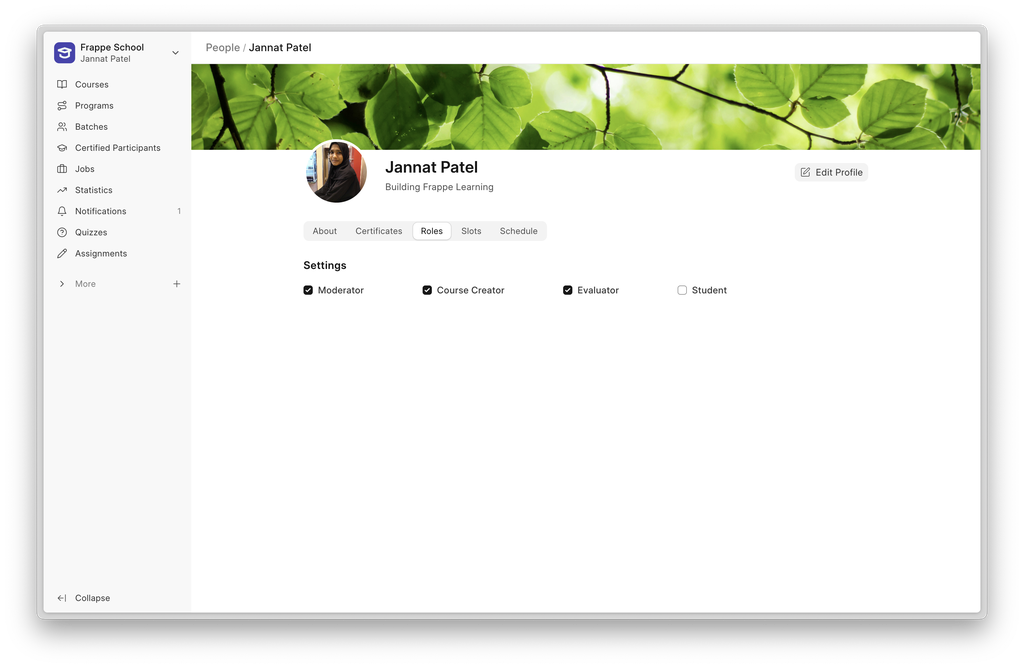 Frappe School
Jannat Patel
Courses
Programs
Batches
Certified Participants
Jobs
Statistics
Notifications 1
Quizzes
Assignments
More
Collapse
People / Jannat Patel
Jannat Patel
Building Frappe Learning
Edit Profile
About Certificates Roles Slots Schedule
Settings
Moderator Course Creator Evaluator Student